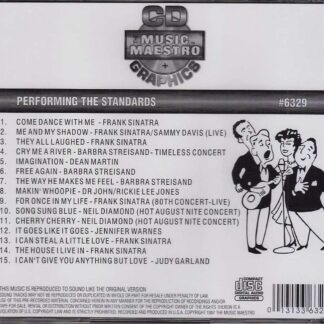 CD
MUSIC
MAESTRO
+
GRAPHICS
PERFORMING THE STANDARDS #6329
1. COME DANCE WITH ME - FRANK SINATRA
2. ME AND MY SHADOW - FRANK SINATRA/SAMMY DAVIS (LIVE)
3. THEY ALL LAUGHED - FRANK SINATRA
4. CRY ME A RIVER - BARBRA STREISAND - TIMELESS CONCERT
5. IMAGINATION - DEAN MARTIN
6. FREE AGAIN - BARBRA STREISAND
7. THE WAY HE MAKES ME FEEL - BARBRA STREISAND
8. MAKIN' WHOOPIE - DR JOHN/RICKIE LEE JONES
9. FOR ONCE IN MY LIFE - FRANK SINATRA (80TH CONCERT-LIVE)
10. SONG SUNG BLUE - NEIL DIAMOND (HOT AUGUST NITE CONCERT)
11. CHERRY CHERRY - NEIL DIAMOND (HOT AUGUST NITE CONCERT)
12. IT GOES LIKE IT GOES - JENNIFER WARNES
13. I CAN STEAL A LITTLE LOVE - FRANK SINATRA
14. THE HOUSE I LIVE IN - FRANK SINATRA
15. I CAN'T GIVE YOU ANYTHING BUT LOVE - JUDY GARLAND
THIS MUSIC IS REPRODUCED TO SOUND LIKE THE ORIGINAL VERSION
COMPACT
disc
GRAPHICS
0 13133 632